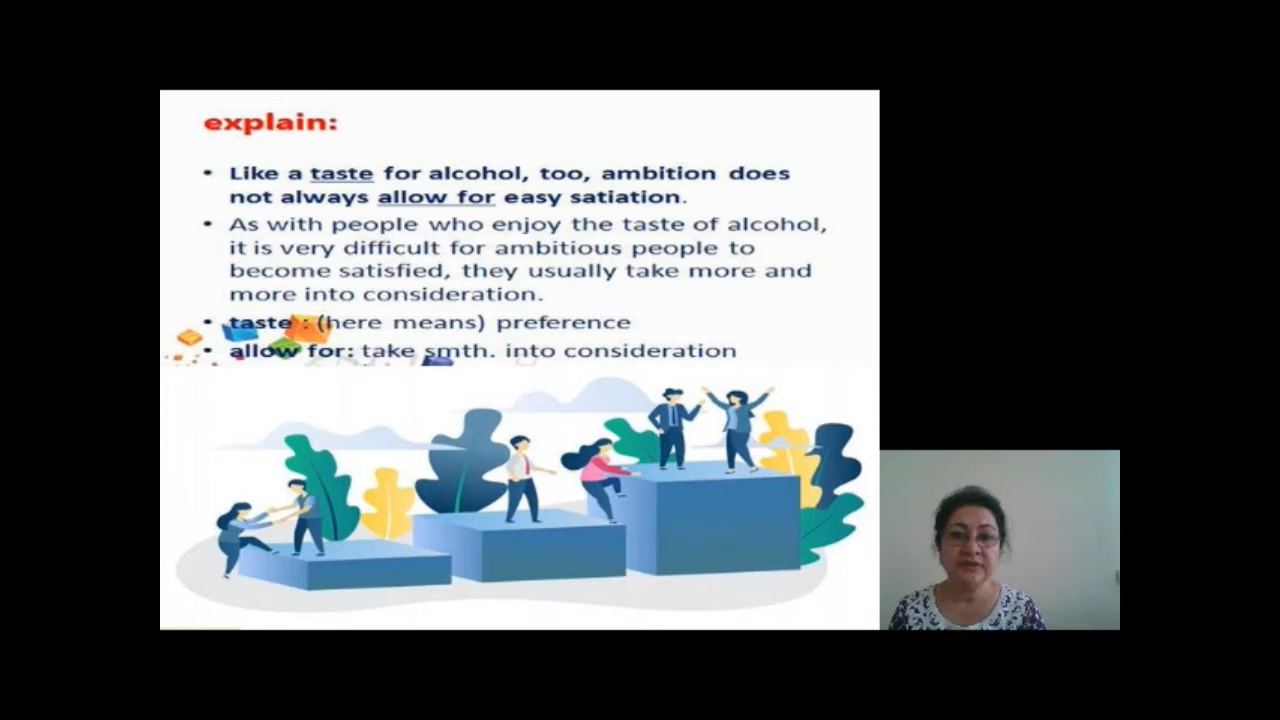 explain:
• Like a taste for alcohol, too, ambition does
not always allow for easy satiation.
• As with people who enjoy the taste of alcohol,
it is very difficult for ambitious people to
become satisfied, they usually take more and
more into consideration.
• taste : (here means) preference
• allow for: take smth. into consideration